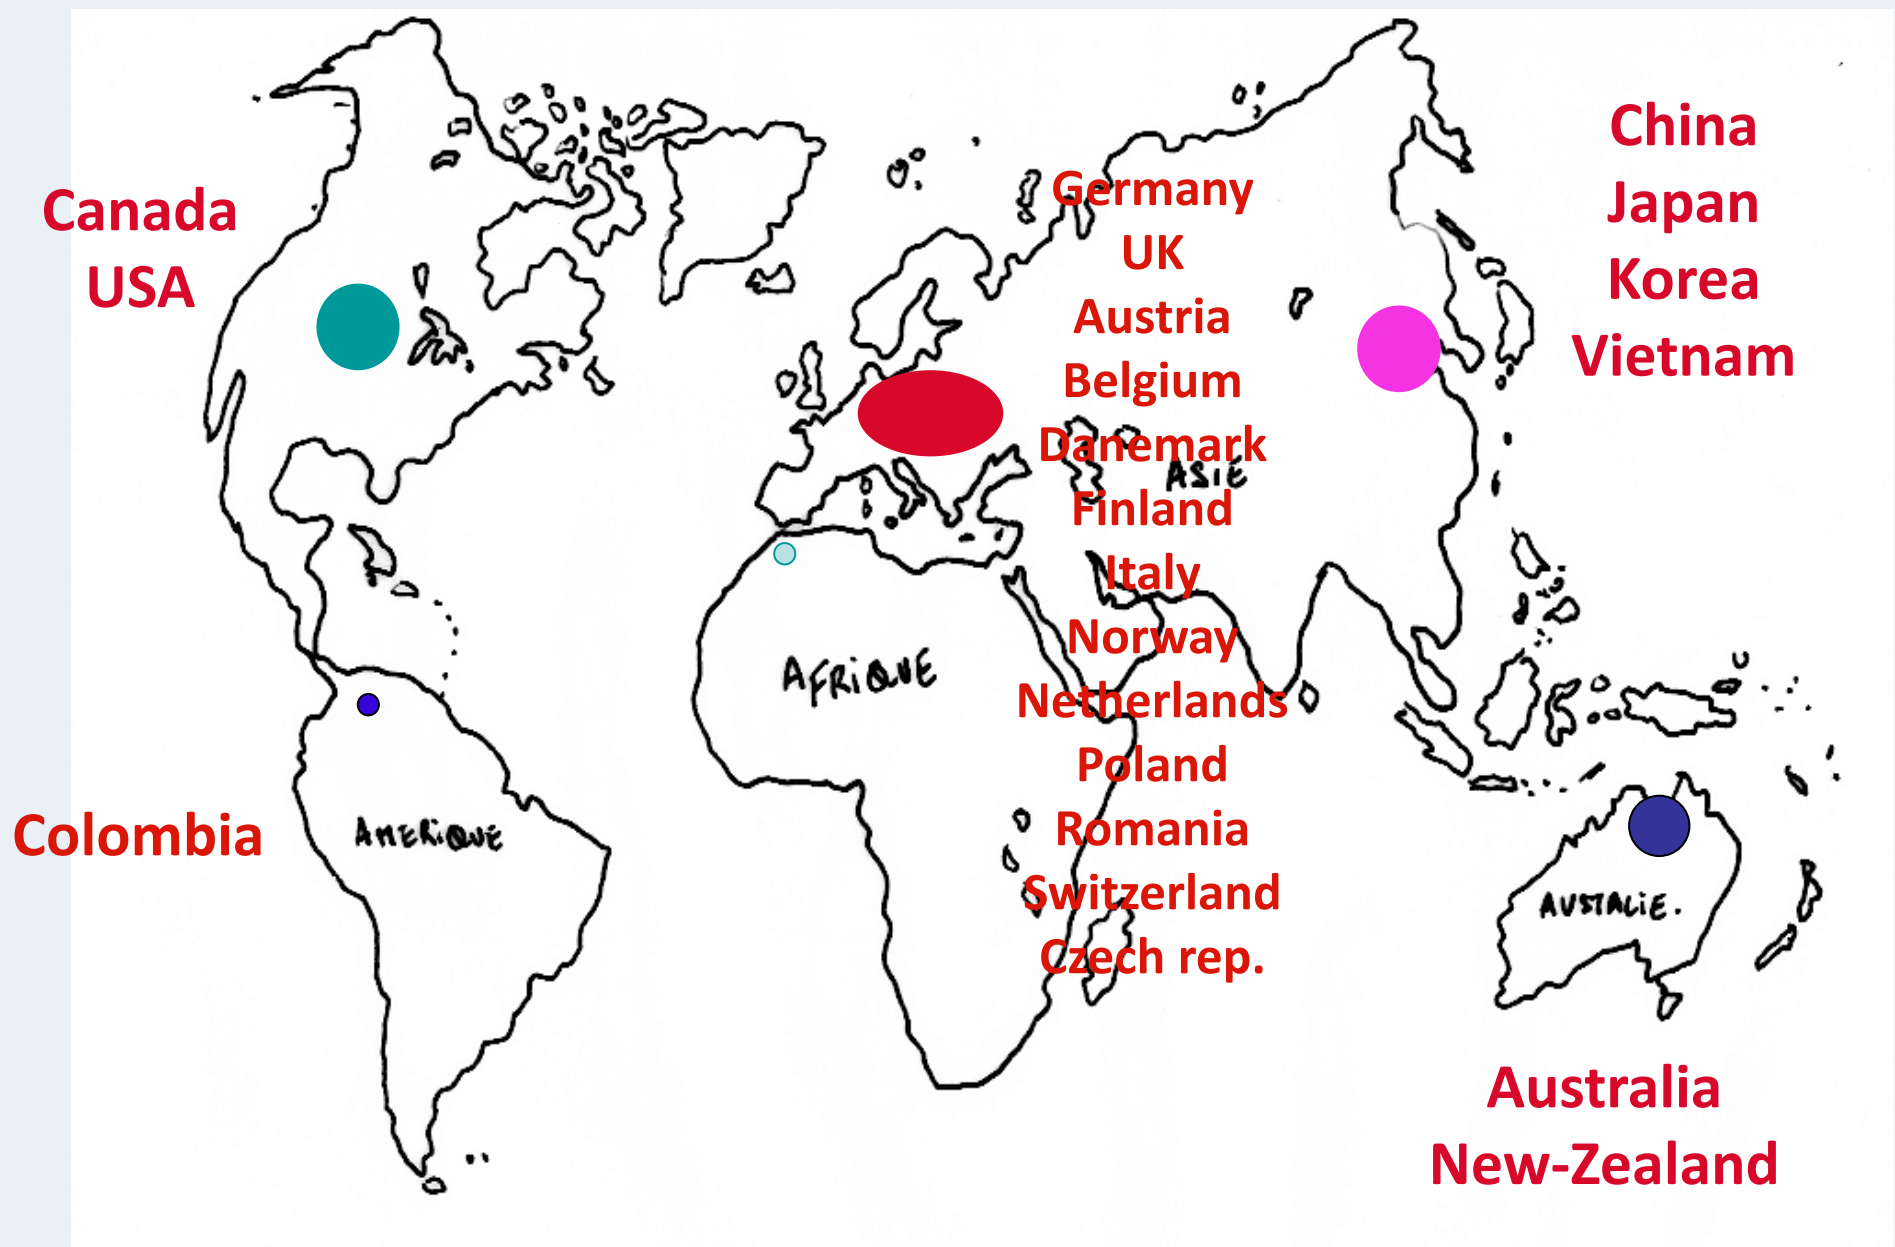 Canada
USA
Colombia
AMERIQUE
AFRiQUE
Germany
UK
Austria
Belgium
Danemark
ASIE
Finland
Italy
Norway
Netherlands
Poland
Romania
Switzerland
Czech rep.
China
Japan
Korea
Vietnam
AUSTALiE.
Australia
New-Zealand